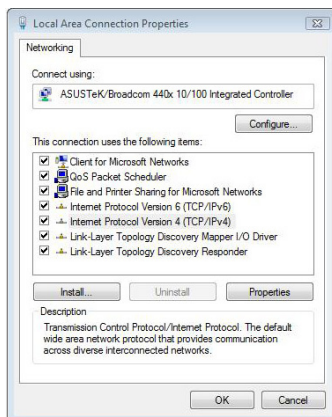 Local Area Connection Properties
Networking
Connect using:
ASUSTeK/Broadcom 440x 10/100 Integrated Controller
Configure...
This connection uses the following items:
Client for Microsoft Networks
QoS Packet Scheduler
File and Printer Sharing for Microsoft Networks
Internet Protocol Version 6 (TCP/IPv6)
Internet Protocol Version 4 (TCP/IPv4)
Link-Layer Topology Discovery Mapper I/O Driver
Link-Layer Topology Discovery Responder
Install...
Uninstall
Properties
Description
Transmission Control Protocol/Internet Protocol. The default
wide area network protocol that provides communication
across diverse interconnected networks.
OK
Cancel